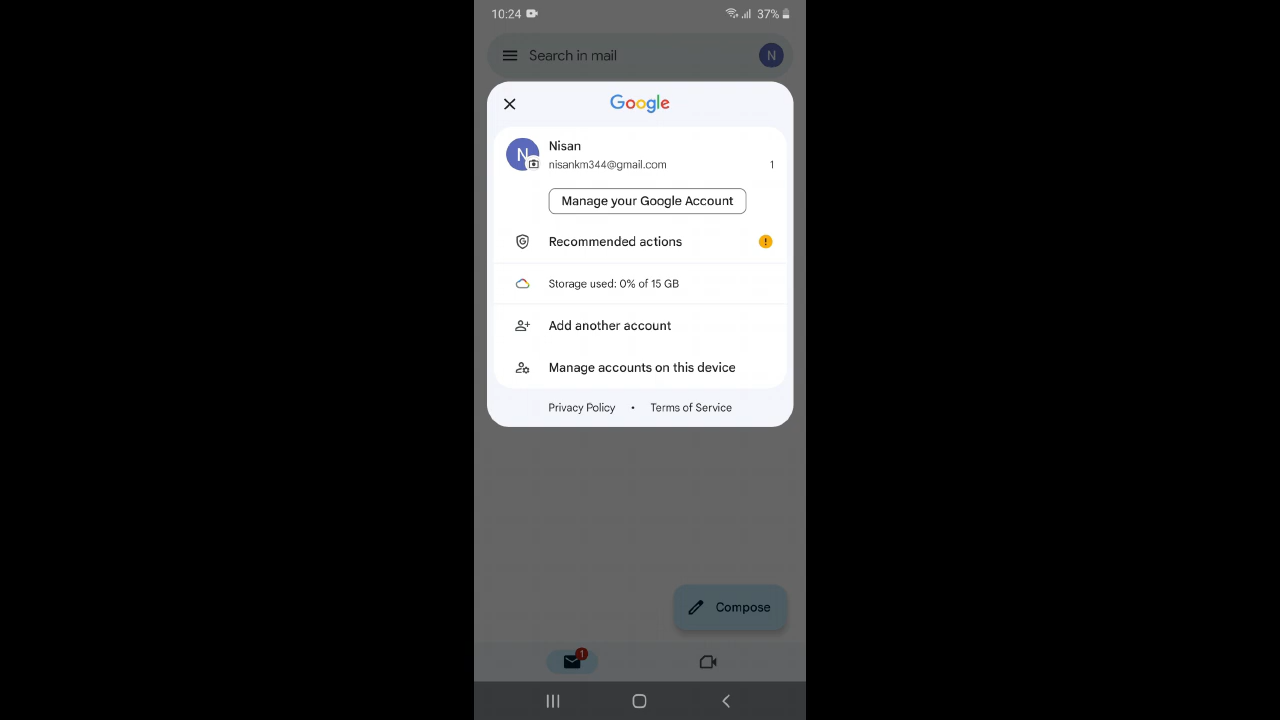 10:24 37%
Search in mail N
Google
N Nisan
nisankm344@gmail.com 1
Manage your Google Account
Recommended actions !
Storage used: 0% of 15 GB
Add another account
Manage accounts on this device
Privacy Policy • Terms of Service
Compose
1